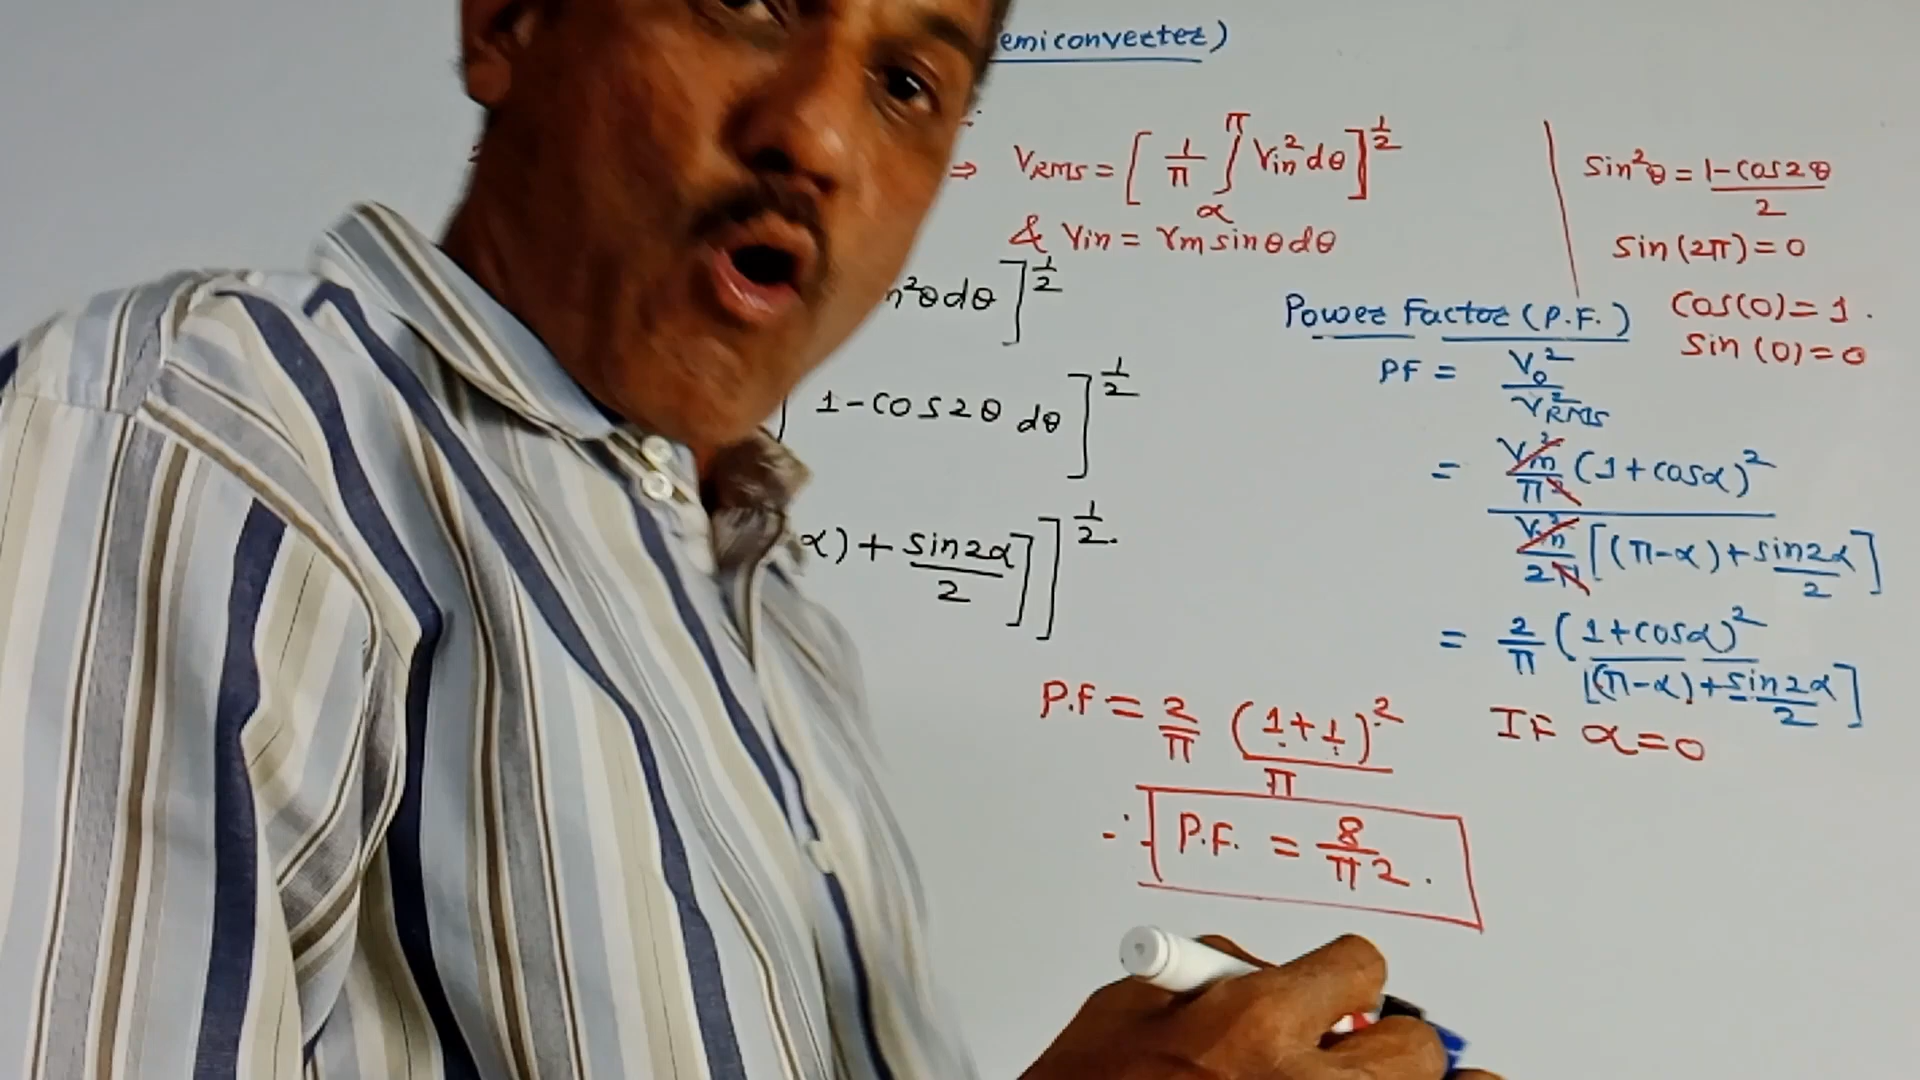 emiconverter)
⇒ VRMS = [ 1/π ∫ α π Vin² dθ ]^1/2
& Vin = Vm sinθ dθ
n²θ dθ ]^1/2
1-cos2θ dθ ]^1/2
α) + sin2α/2 ] ]^1/2.
sin²θ = 1-cos2θ / 2
sin(2π) = 0
cos(0) = 1.
sin(0) = 0
Power Factor (P.F.)
PF = Vo² / V²RMS
= Vm²/π² (1+cosα)² / Vm²/2π [(π-α) + sin2α/2]
= 2/π (1+cosα)² / [(π-α) + sin2α/2]
IF α = 0
P.F = 2/π (1+1)² / π
∴ P.F. = 8/π2.